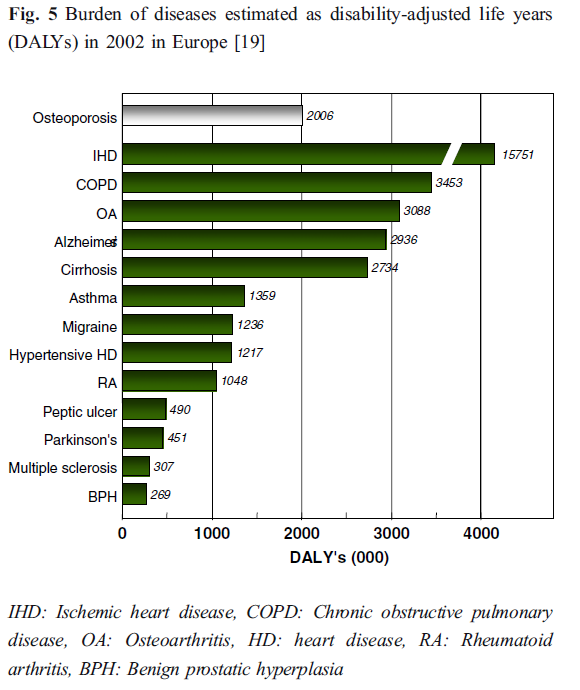 Fig. 5 Burden of diseases estimated as disability-adjusted life years
(DALYs) in 2002 in Europe [19]
Osteoporosis 2006
IHD 15751
COPD 3453
OA 3088
Alzheimer's 2936
Cirrhosis 2734
Asthma 1359
Migraine 1236
Hypertensive HD 1217
RA 1048
Peptic ulcer 490
Parkinson's 451
Multiple sclerosis 307
BPH 269
0 1000 2000 3000 4000
DALY's (000)
IHD: Ischemic heart disease, COPD: Chronic obstructive pulmonary
disease, OA: Osteoarthritis, HD: heart disease, RA: Rheumatoid
arthritis, BPH: Benign prostatic hyperplasia